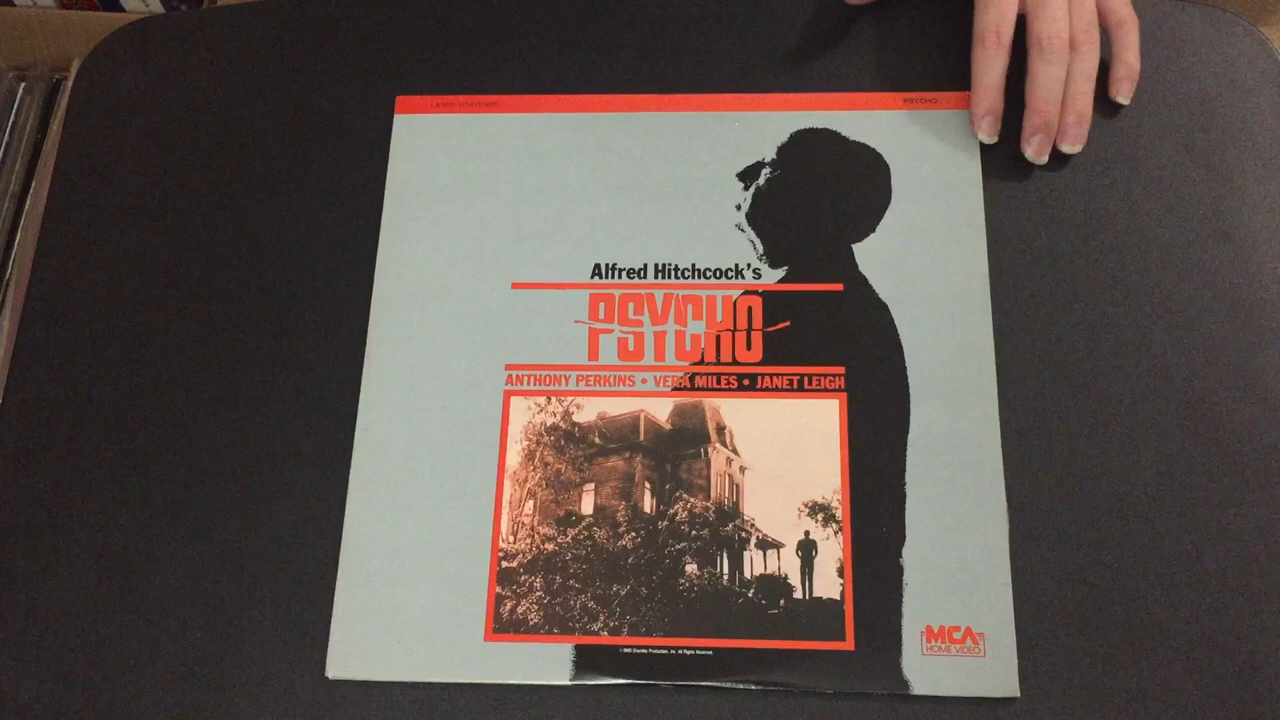 LASER VIDEODISC
PSYCHO
Alfred Hitchcock's
PSYCHO
ANTHONY PERKINS • VERA MILES • JANET LEIGH
MCA
HOME VIDEO